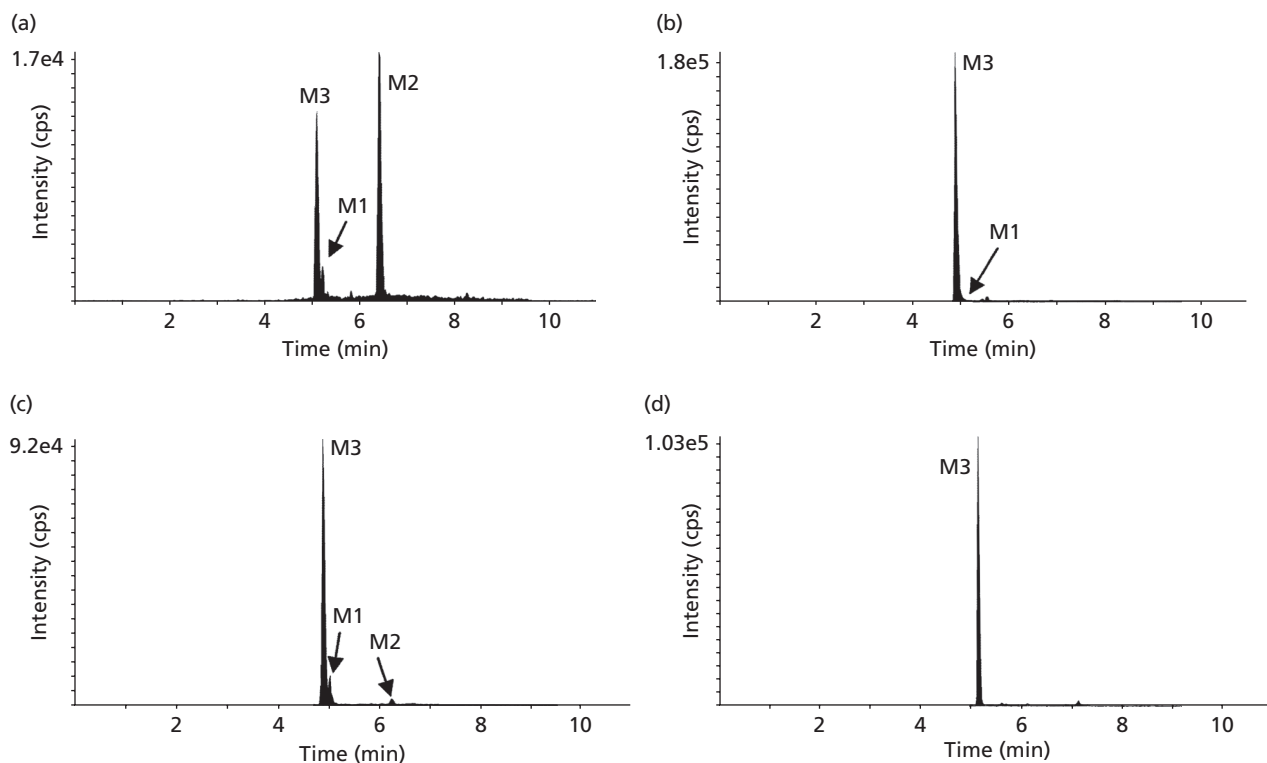 (a)
1.7e4
M3
M2
M1
Intensity (cps)
2 4 6 8 10
Time (min)
(b)
1.8e5
M3
M1
Intensity (cps)
2 4 6 8 10
Time (min)
(c)
9.2e4
M3
M1
M2
Intensity (cps)
2 4 6 8 10
Time (min)
(d)
1.03e5
M3
Intensity (cps)
2 4 6 8 10
Time (min)